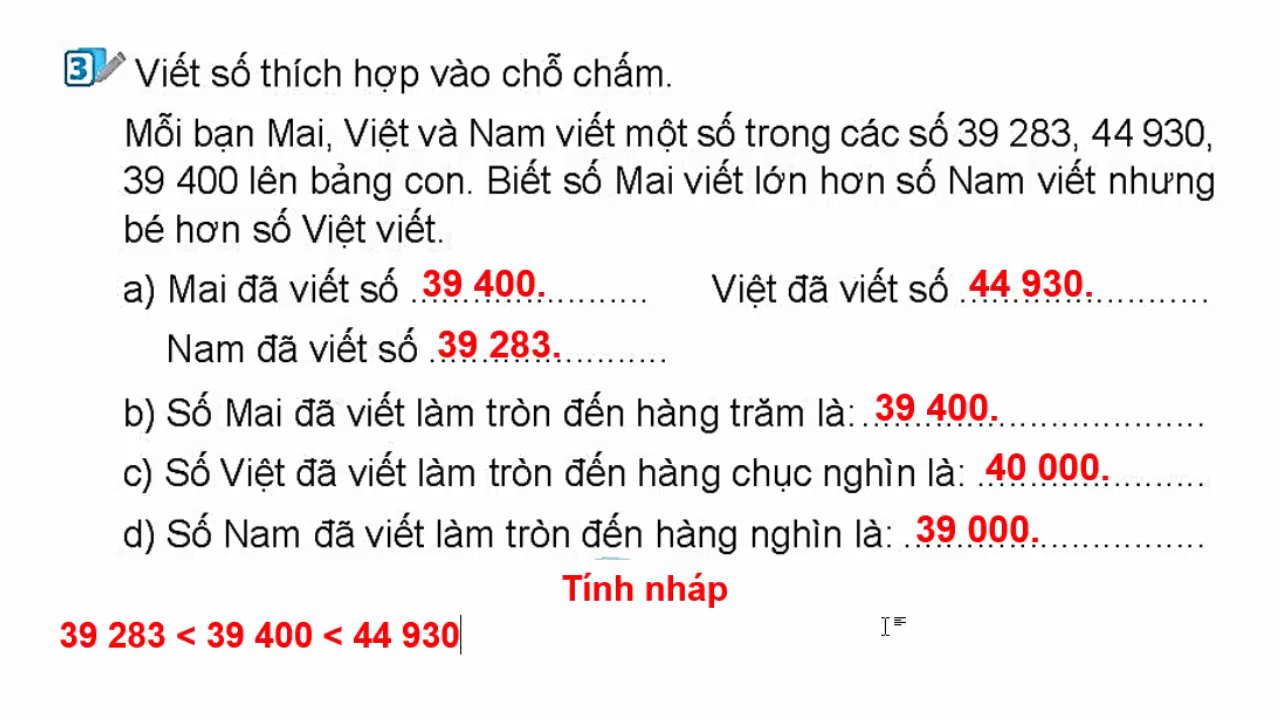 3 Viết số thích hợp vào chỗ chấm.
Mỗi bạn Mai, Việt và Nam viết một số trong các số 39 283, 44 930,
39 400 lên bảng con. Biết số Mai viết lớn hơn số Nam viết nhưng
bé hơn số Việt viết.
a) Mai đã viết số 39 400. Việt đã viết số 44 930.
Nam đã viết số 39 283.
b) Số Mai đã viết làm tròn đến hàng trăm là: 39 400.
c) Số Việt đã viết làm tròn đến hàng chục nghìn là: 40 000.
d) Số Nam đã viết làm tròn đến hàng nghìn là: 39 000.
Tính nháp
39 283 < 39 400 < 44 930